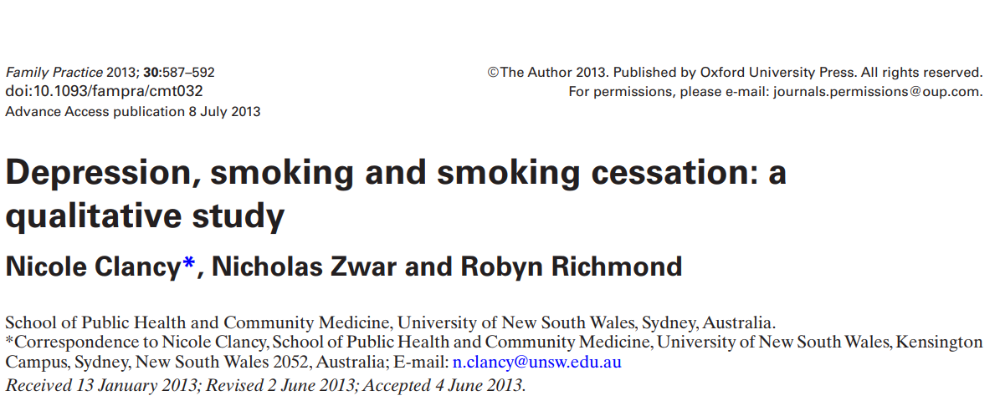 Family Practice 2013; 30:587–592
©The Author 2013. Published by Oxford University Press. All rights reserved.
doi:10.1093/fampra/cmt032
For permissions, please e-mail: journals.permissions@oup.com.
Advance Access publication 8 July 2013
Depression, smoking and smoking cessation: a
qualitative study
Nicole Clancy*, Nicholas Zwar and Robyn Richmond
School of Public Health and Community Medicine, University of New South Wales, Sydney, Australia.
*Correspondence to Nicole Clancy, School of Public Health and Community Medicine, University of New South Wales, Kensington
Campus, Sydney, New South Wales 2052, Australia; E-mail: n.clancy@unsw.edu.au
Received 13 January 2013; Revised 2 June 2013; Accepted 4 June 2013.